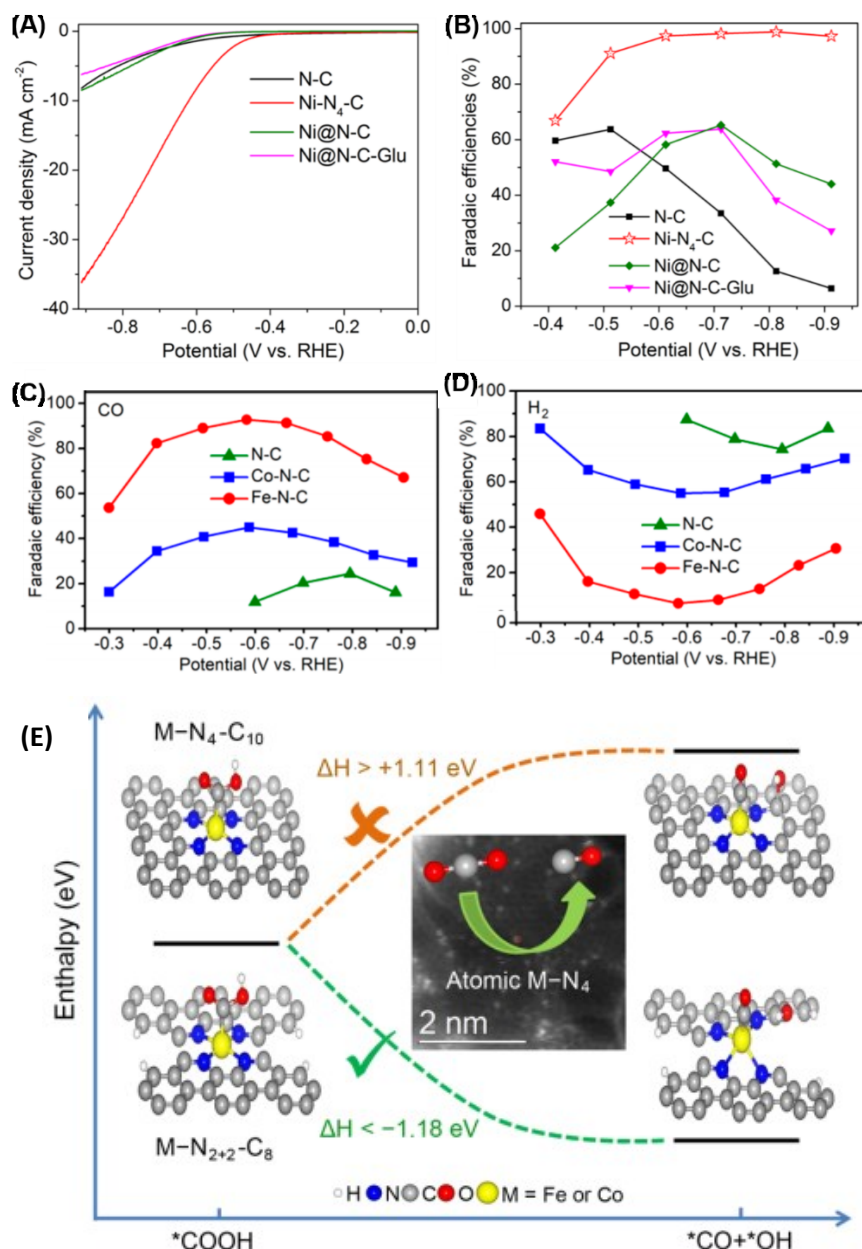 (A)
0
-10
-20
-30
-40
Current density (mA cm⁻²)
N-C
Ni-N₄-C
Ni@N-C
Ni@N-C-Glu
-0.8 -0.6 -0.4 -0.2 0.0
Potential (V vs. RHE)
(B)
100
80
60
40
20
0
Faradaic efficiencies (%)
N-C
Ni-N₄-C
Ni@N-C
Ni@N-C-Glu
-0.4 -0.5 -0.6 -0.7 -0.8 -0.9
Potential (V vs. RHE)
(C)
CO
100
80
60
40
20
0
Faradaic efficiency (%)
N-C
Co-N-C
Fe-N-C
-0.3 -0.4 -0.5 -0.6 -0.7 -0.8 -0.9
Potential (V vs. RHE)
(D)
H₂
100
80
60
40
20
0
Faradaic efficiency (%)
N-C
Co-N-C
Fe-N-C
-0.3 -0.4 -0.5 -0.6 -0.7 -0.8 -0.9
Potential (V vs. RHE)
(E)
M−N₄-C₁₀
ΔH > +1.11 eV
Enthalpy (eV)
Atomic M−N₄
2 nm
ΔH < −1.18 eV
M−N₂₊₂-C₈
H N C O M = Fe or Co
*COOH *CO+*OH